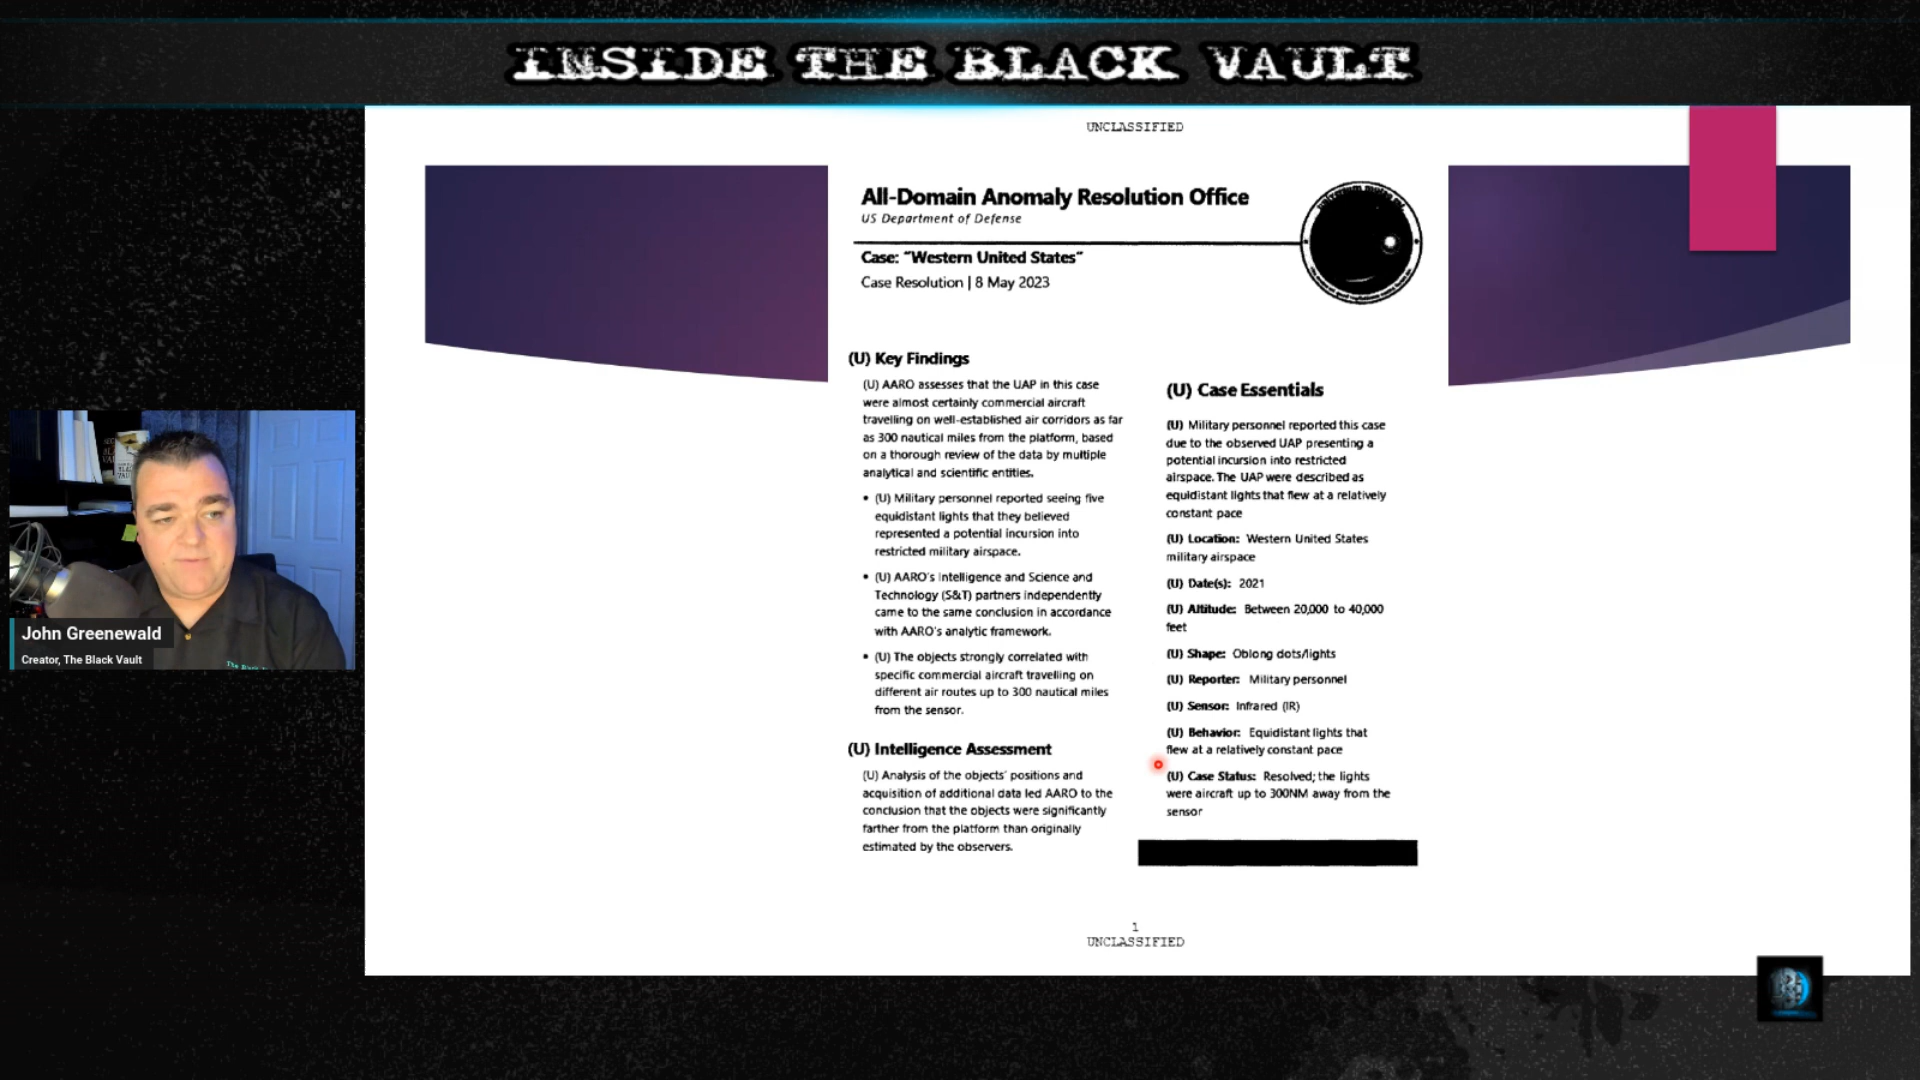 INSIDE THE BLACK VAULT
UNCLASSIFIED
All-Domain Anomaly Resolution Office
US Department of Defense
Case: "Western United States"
Case Resolution | 8 May 2023
(U) Key Findings
(U) AARO assesses that the UAP in this case
were almost certainly commercial aircraft
travelling on well-established air corridors as far
as 300 nautical miles from the platform, based
on a thorough review of the data by multiple
analytical and scientific entities.
• (U) Military personnel reported seeing five
equidistant lights that they believed
represented a potential incursion into
restricted military airspace.
• (U) AARO's Intelligence and Science and
Technology (S&T) partners independently
came to the same conclusion in accordance
with AARO's analytic framework.
• (U) The objects strongly correlated with
specific commercial aircraft travelling on
different air routes up to 300 nautical miles
from the sensor.
(U) Intelligence Assessment
(U) Analysis of the objects' positions and
acquisition of additional data led AARO to the
conclusion that the objects were significantly
farther from the platform than originally
estimated by the observers.
(U) Case Essentials
(U) Military personnel reported this case
due to the observed UAP presenting a
potential incursion into restricted
airspace. The UAP were described as
equidistant lights that flew at a relatively
constant pace
(U) Location: Western United States
military airspace
(U) Date(s): 2021
(U) Altitude: Between 20,000 to 40,000
feet
(U) Shape: Oblong dots/lights
(U) Reporter: Military personnel
(U) Sensor: Infrared (IR)
(U) Behavior: Equidistant lights that
flew at a relatively constant pace
(U) Case Status: Resolved; the lights
were aircraft up to 300NM away from the
sensor
1
UNCLASSIFIED
John Greenewald
Creator, The Black Vault